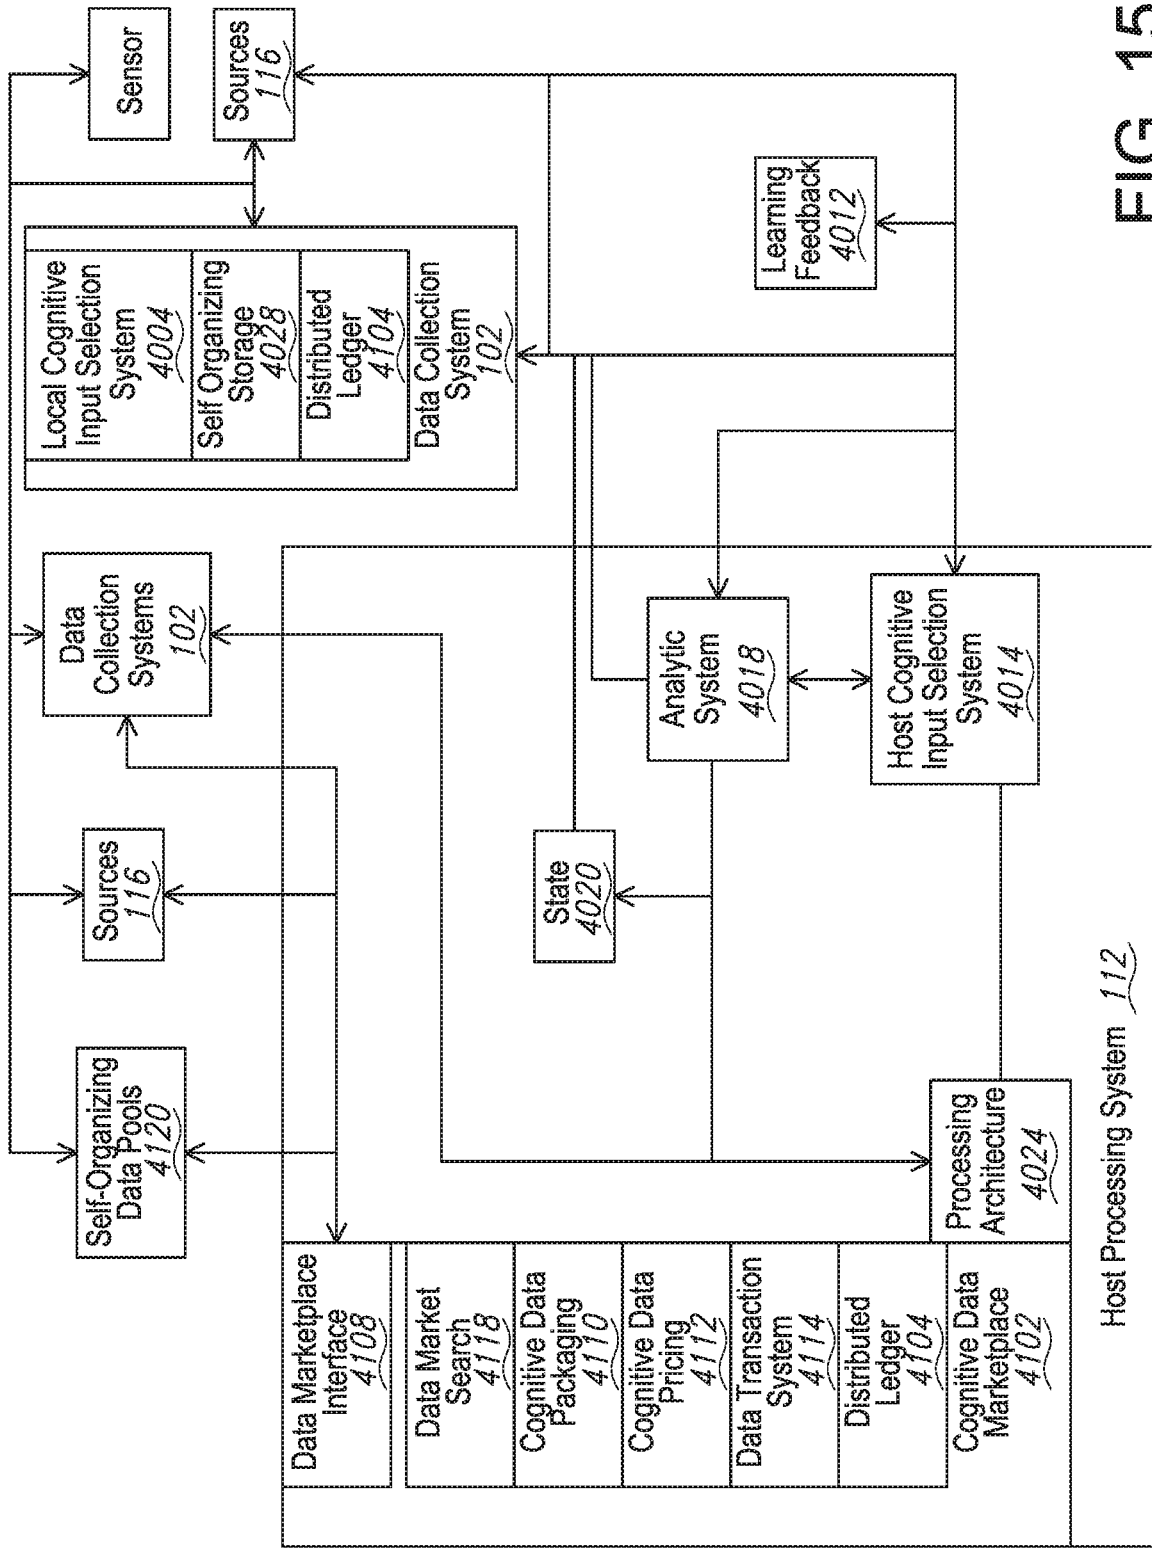 Sensor
Sources
116
Local Cognitive
Input Selection
System
4004
Self Organizing
Storage
4028
Distributed
Ledger
4104
Data Collection
System
102
Learning
Feedback
4012
Data
Collection
Systems
102
Sources
116
Self-Organizing
Data Pools
4120
Analytic
System
4018
Host Cognitive
Input Selection
System
4014
State
4020
Processing
Architecture
4024
Data Marketplace
Interface
4108
Data Market
Search
4118
Cognitive Data
Packaging
4110
Cognitive Data
Pricing
4112
Data Transaction
System
4114
Distributed
Ledger
4104
Cognitive Data
Marketplace
4102
Host Processing System 112
FIG. 15